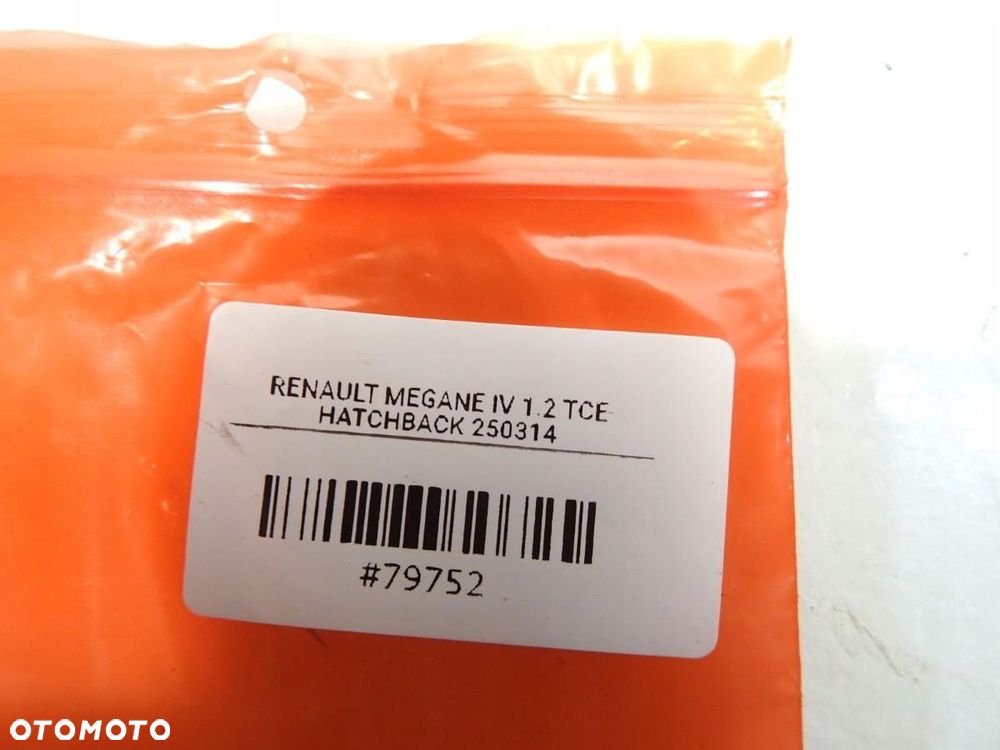 RENAULT MEGANE IV 1.2 TCE
HATCHBACK 250314
#79752
OTOMOTO